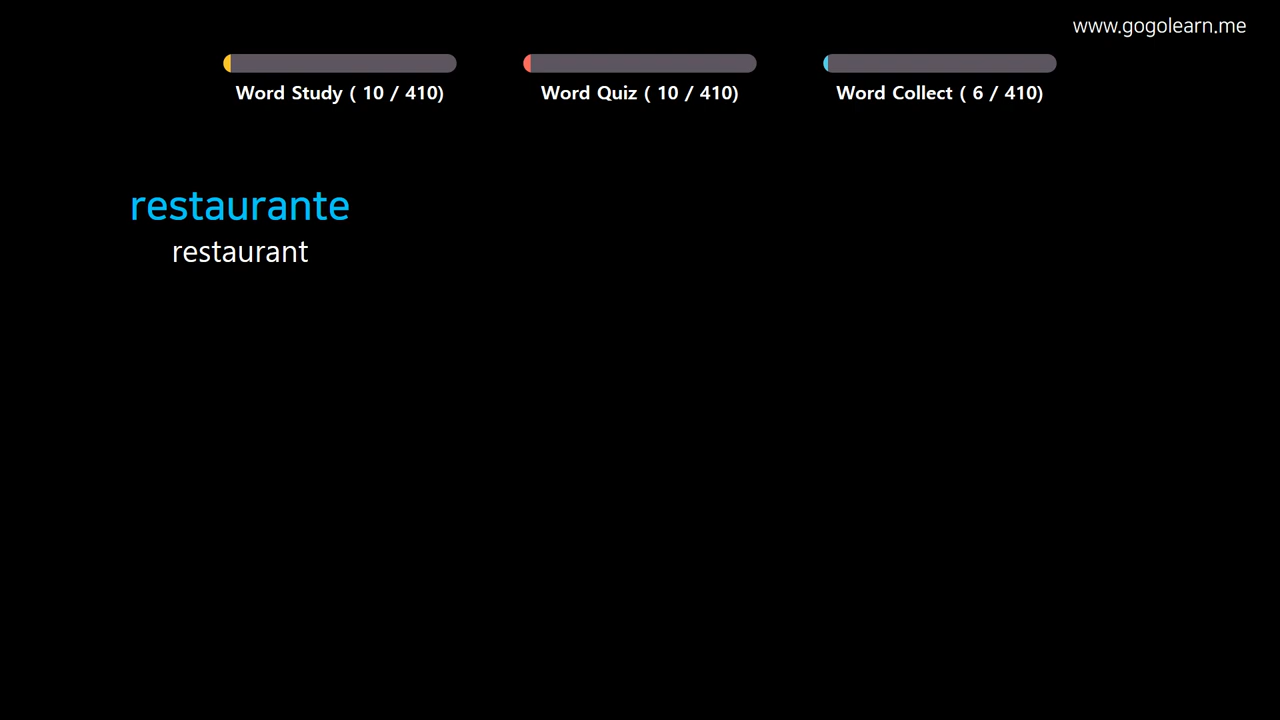 www.gogolearn.me
Word Study ( 10 / 410)
Word Quiz ( 10 / 410)
Word Collect ( 6 / 410)
restaurante
restaurant